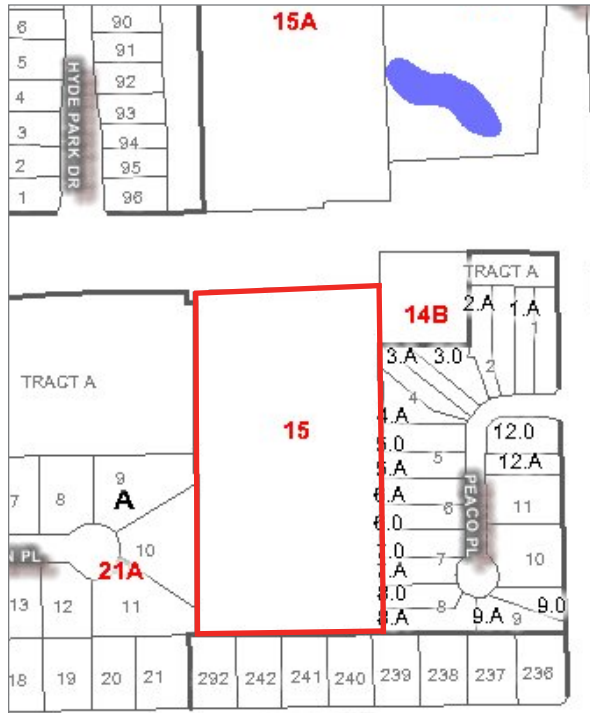 6
90
15A
5
91
4
92
HYDE PARK DR
3
93
2
94
95
1
96
TRACT A
14B
2.A
1.A
1
3.A
3.0
2
TRACT A
4
15
4.A
12.0
5.0
5
12.A
5.A
9
A
PEACO PL
7
8
6.A
6
11
6.0
10
N PL
7.0
7
10
21A
13
12
11
8.0
8
9.A
9
9.0
8.A
18
19
20
21
292
242
241
240
239
238
237
236